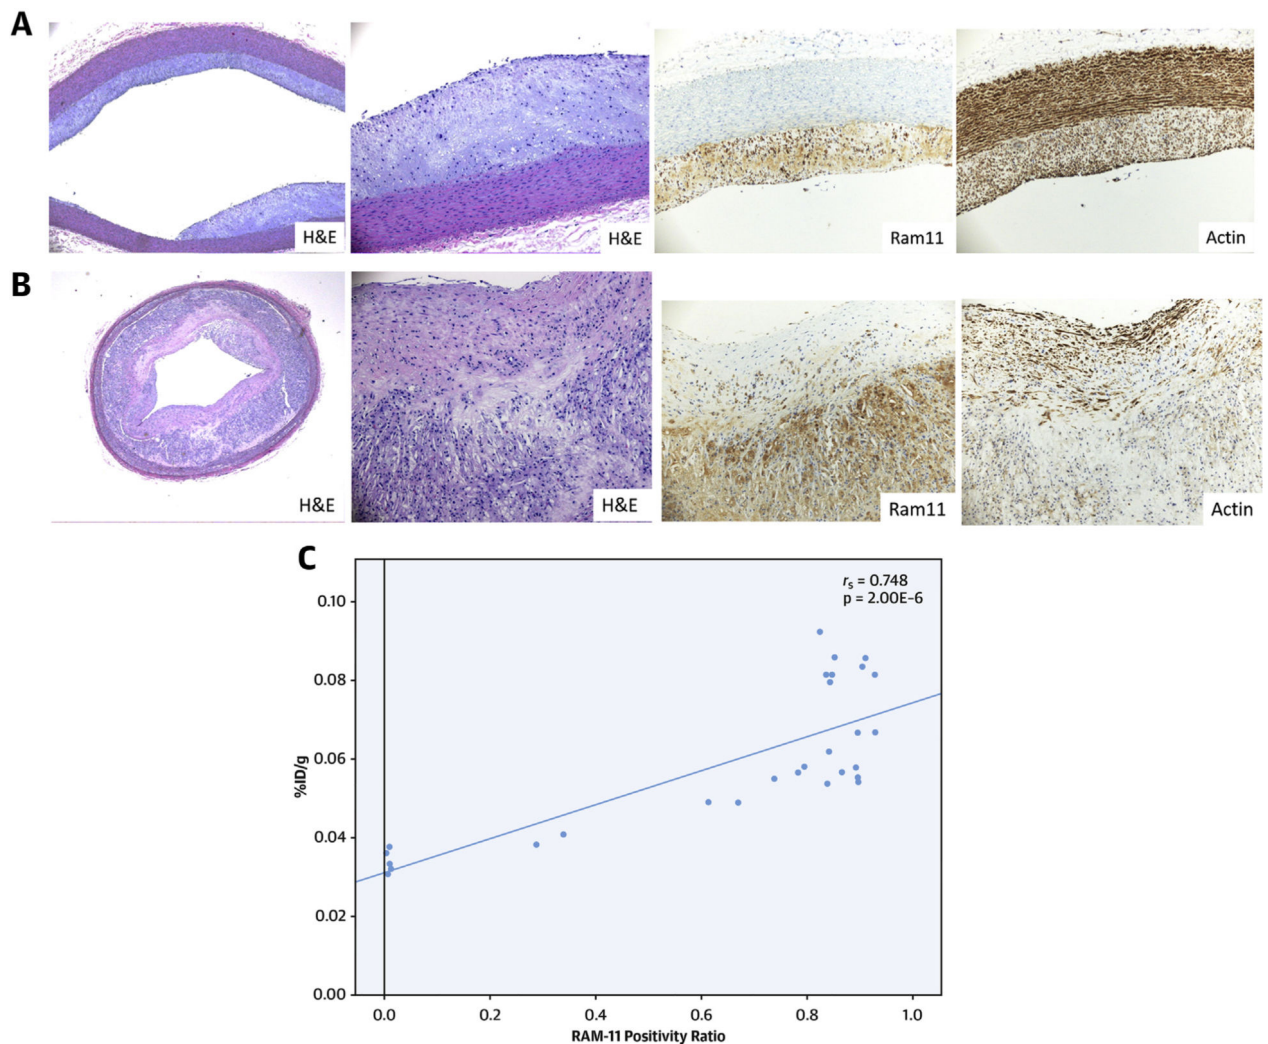 A
H&E
H&E
Ram11
Actin
B
H&E
H&E
Ram11
Actin
C
r_s = 0.748
p = 2.00E-6
0.10
0.08
0.06
0.04
0.02
0.00
%ID/g
0.0 0.2 0.4 0.6 0.8 1.0
RAM-11 Positivity Ratio